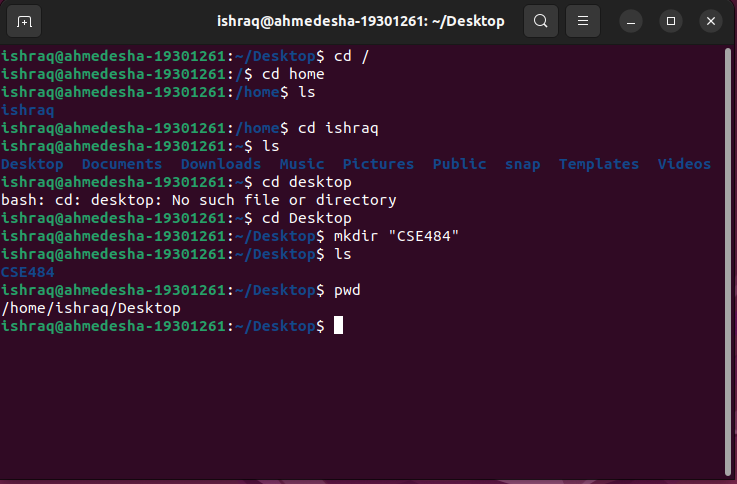 ishraq@ahmedesha-19301261: ~/Desktop
ishraq@ahmedesha-19301261:~/Desktop$ cd /
ishraq@ahmedesha-19301261:/$ cd home
ishraq@ahmedesha-19301261:/home$ ls
ishraq
ishraq@ahmedesha-19301261:/home$ cd ishraq
ishraq@ahmedesha-19301261:~$ ls
Desktop  Documents  Downloads  Music  Pictures  Public  snap  Templates  Videos
ishraq@ahmedesha-19301261:~$ cd desktop
bash: cd: desktop: No such file or directory
ishraq@ahmedesha-19301261:~$ cd Desktop
ishraq@ahmedesha-19301261:~/Desktop$ mkdir "CSE484"
ishraq@ahmedesha-19301261:~/Desktop$ ls
CSE484
ishraq@ahmedesha-19301261:~/Desktop$ pwd
/home/ishraq/Desktop
ishraq@ahmedesha-19301261:~/Desktop$